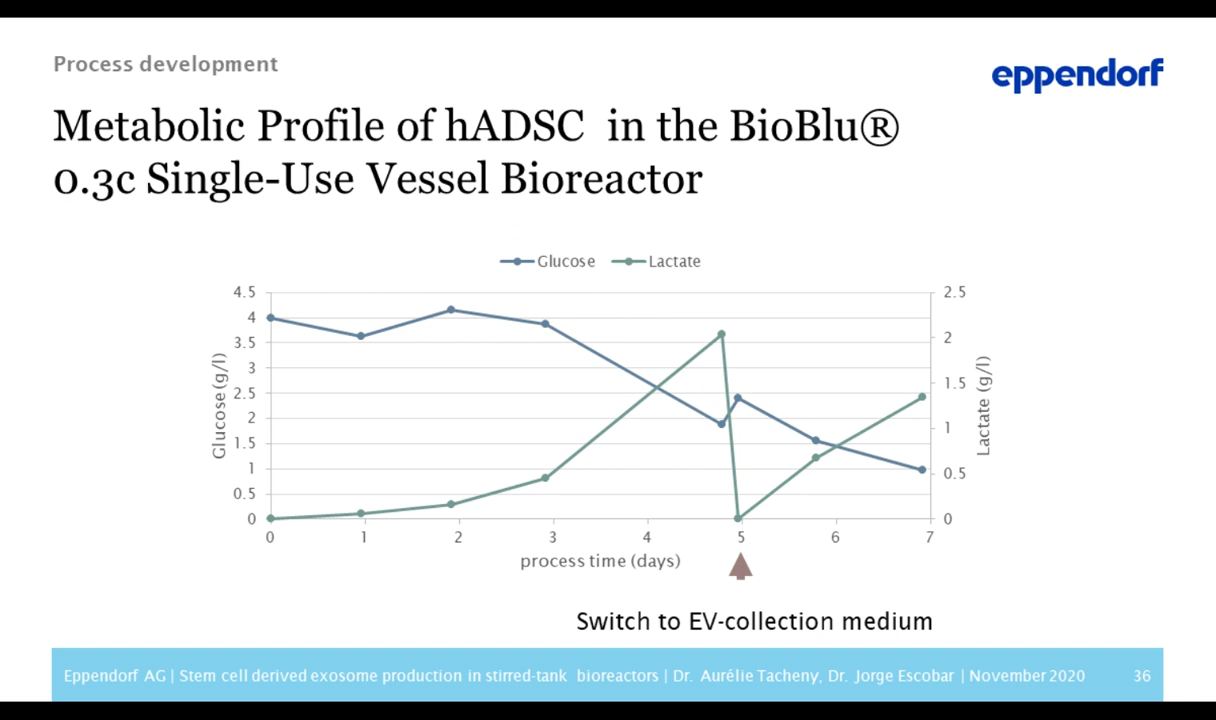 Process development
eppendorf
Metabolic Profile of hADSC in the BioBlu®
0.3c Single-Use Vessel Bioreactor
Glucose Lactate
4.5
4
3.5
3
2.5
2
1.5
1
0.5
0
Glucose (g/l)
2.5
2
1.5
1
0.5
0
Lactate (g/l)
0 1 2 3 4 5 6 7
process time (days)
Switch to EV-collection medium
Eppendorf AG | Stem cell derived exosome production in stirred-tank bioreactors | Dr. Aurélie Tacheny, Dr. Jorge Escobar | November 2020 36